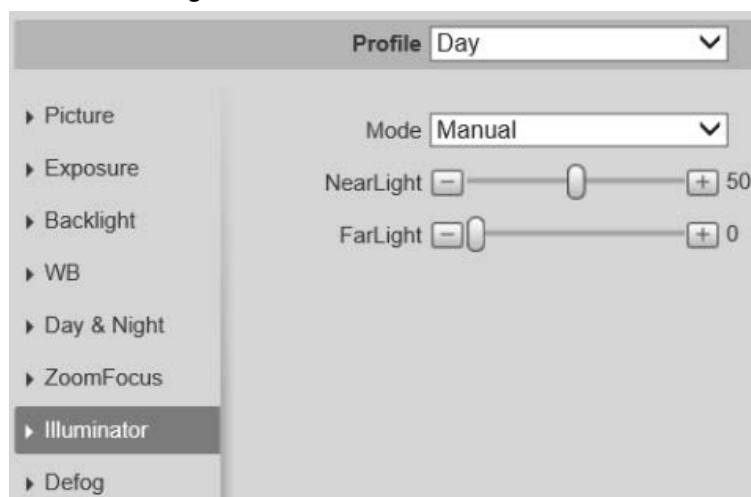 Profile Day
Picture
Exposure
Backlight
WB
Day & Night
ZoomFocus
Illuminator
Defog
Mode Manual
NearLight 50
FarLight 0